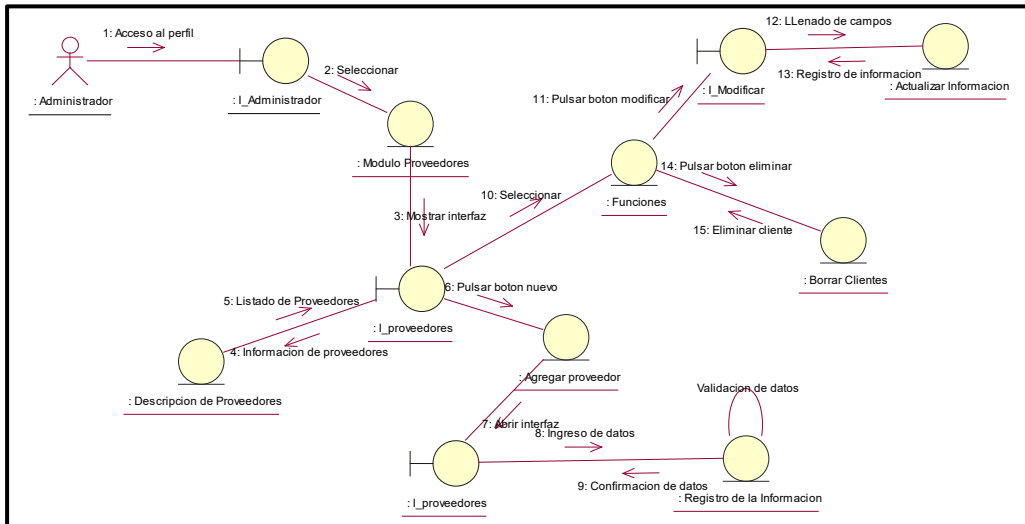 1: Acceso al perfil
: Administrador
: I_Administrador
2: Seleccionar
: Modulo Proveedores
3: Mostrar interfaz
12: LLenado de campos
13: Registro de informacion
: I_Modificar
: Actualizar Informacion
11: Pulsar boton modificar
10: Seleccionar
: Funciones
14: Pulsar boton eliminar
15: Eliminar cliente
: Borrar Clientes
5: Listado de Proveedores
4: Informacion de proveedores
: I_proveedores
6: Pulsar boton nuevo
: Descripcion de Proveedores
: Agregar proveedor
7: Abrir interfaz
: I_proveedores
8: Ingreso de datos
9: Confirmacion de datos
Validacion de datos
: Registro de la Informacion